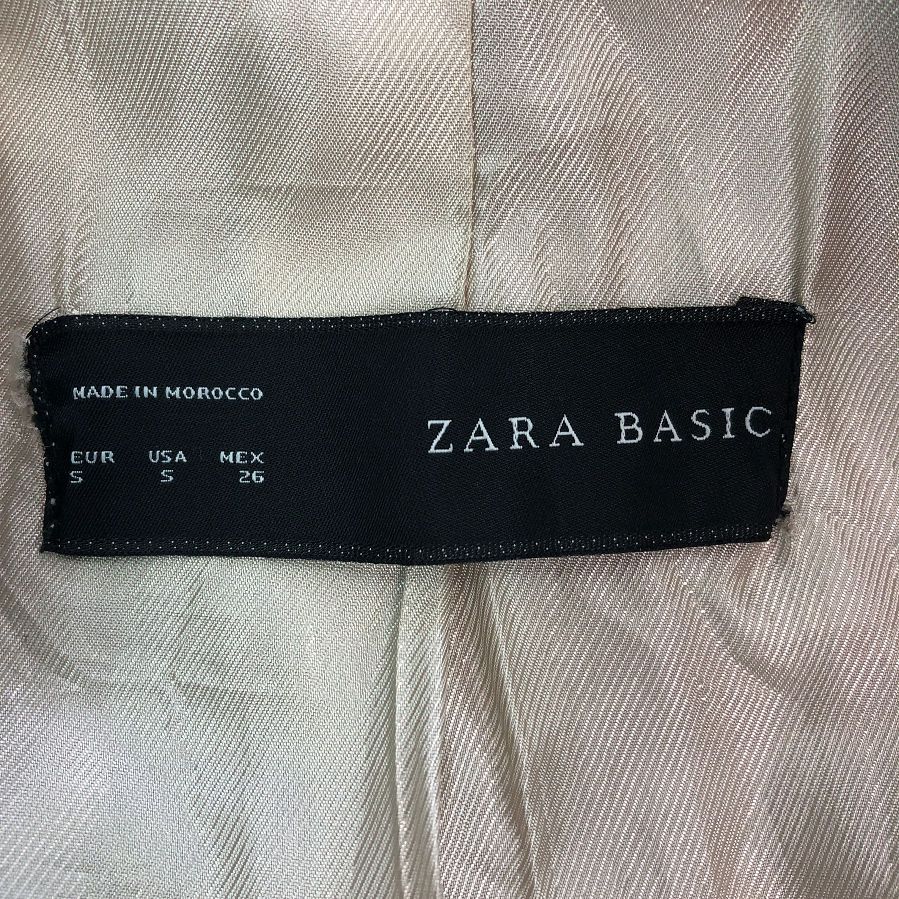 MADE IN MOROCCO
ZARA BASIC
EUR USA MEX
S S 26